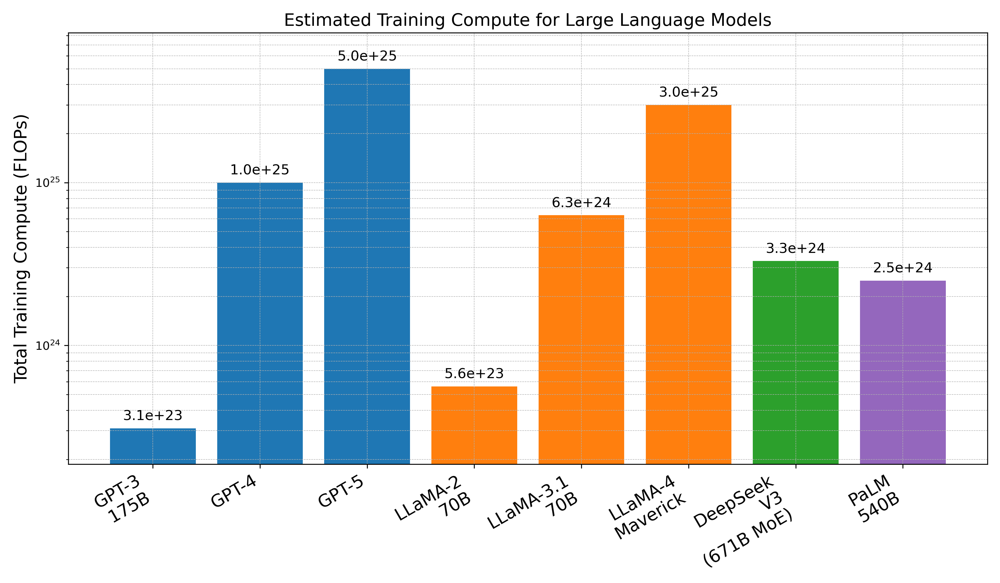 Estimated Training Compute for Large Language Models
Total Training Compute (FLOPs)
10²⁵
10²⁴
3.1e+23
1.0e+25
5.0e+25
5.6e+23
6.3e+24
3.0e+25
3.3e+24
2.5e+24
GPT-3
175B
GPT-4
GPT-5
LLaMA-2
70B
LLaMA-3.1
70B
LLaMA-4
Maverick
DeepSeek
V3
(671B MoE)
PaLM
540B